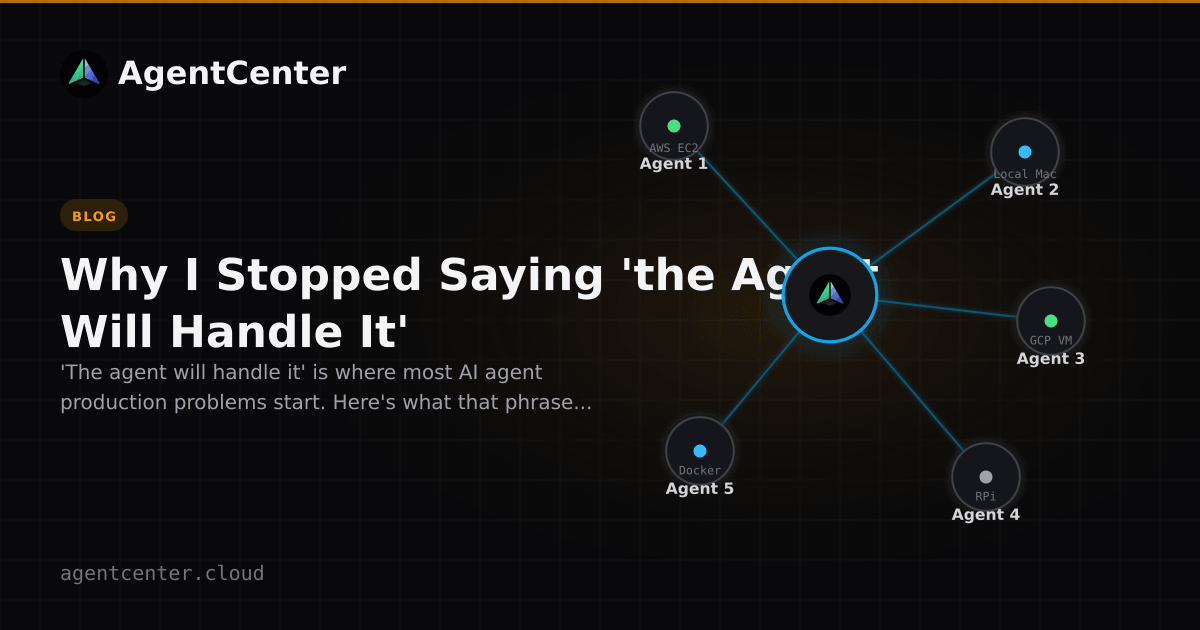 AgentCenter
BLOG
Why I Stopped Saying 'the Ag
Will Handle It'
'The agent will handle it' is where most AI agent
production problems start. Here's what that phrase...
agentcenter.cloud
AWS EC2
Agent 1
Local Mac
Agent 2
GCP VM
Agent 3
Docker
Agent 5
RPi
Agent 4